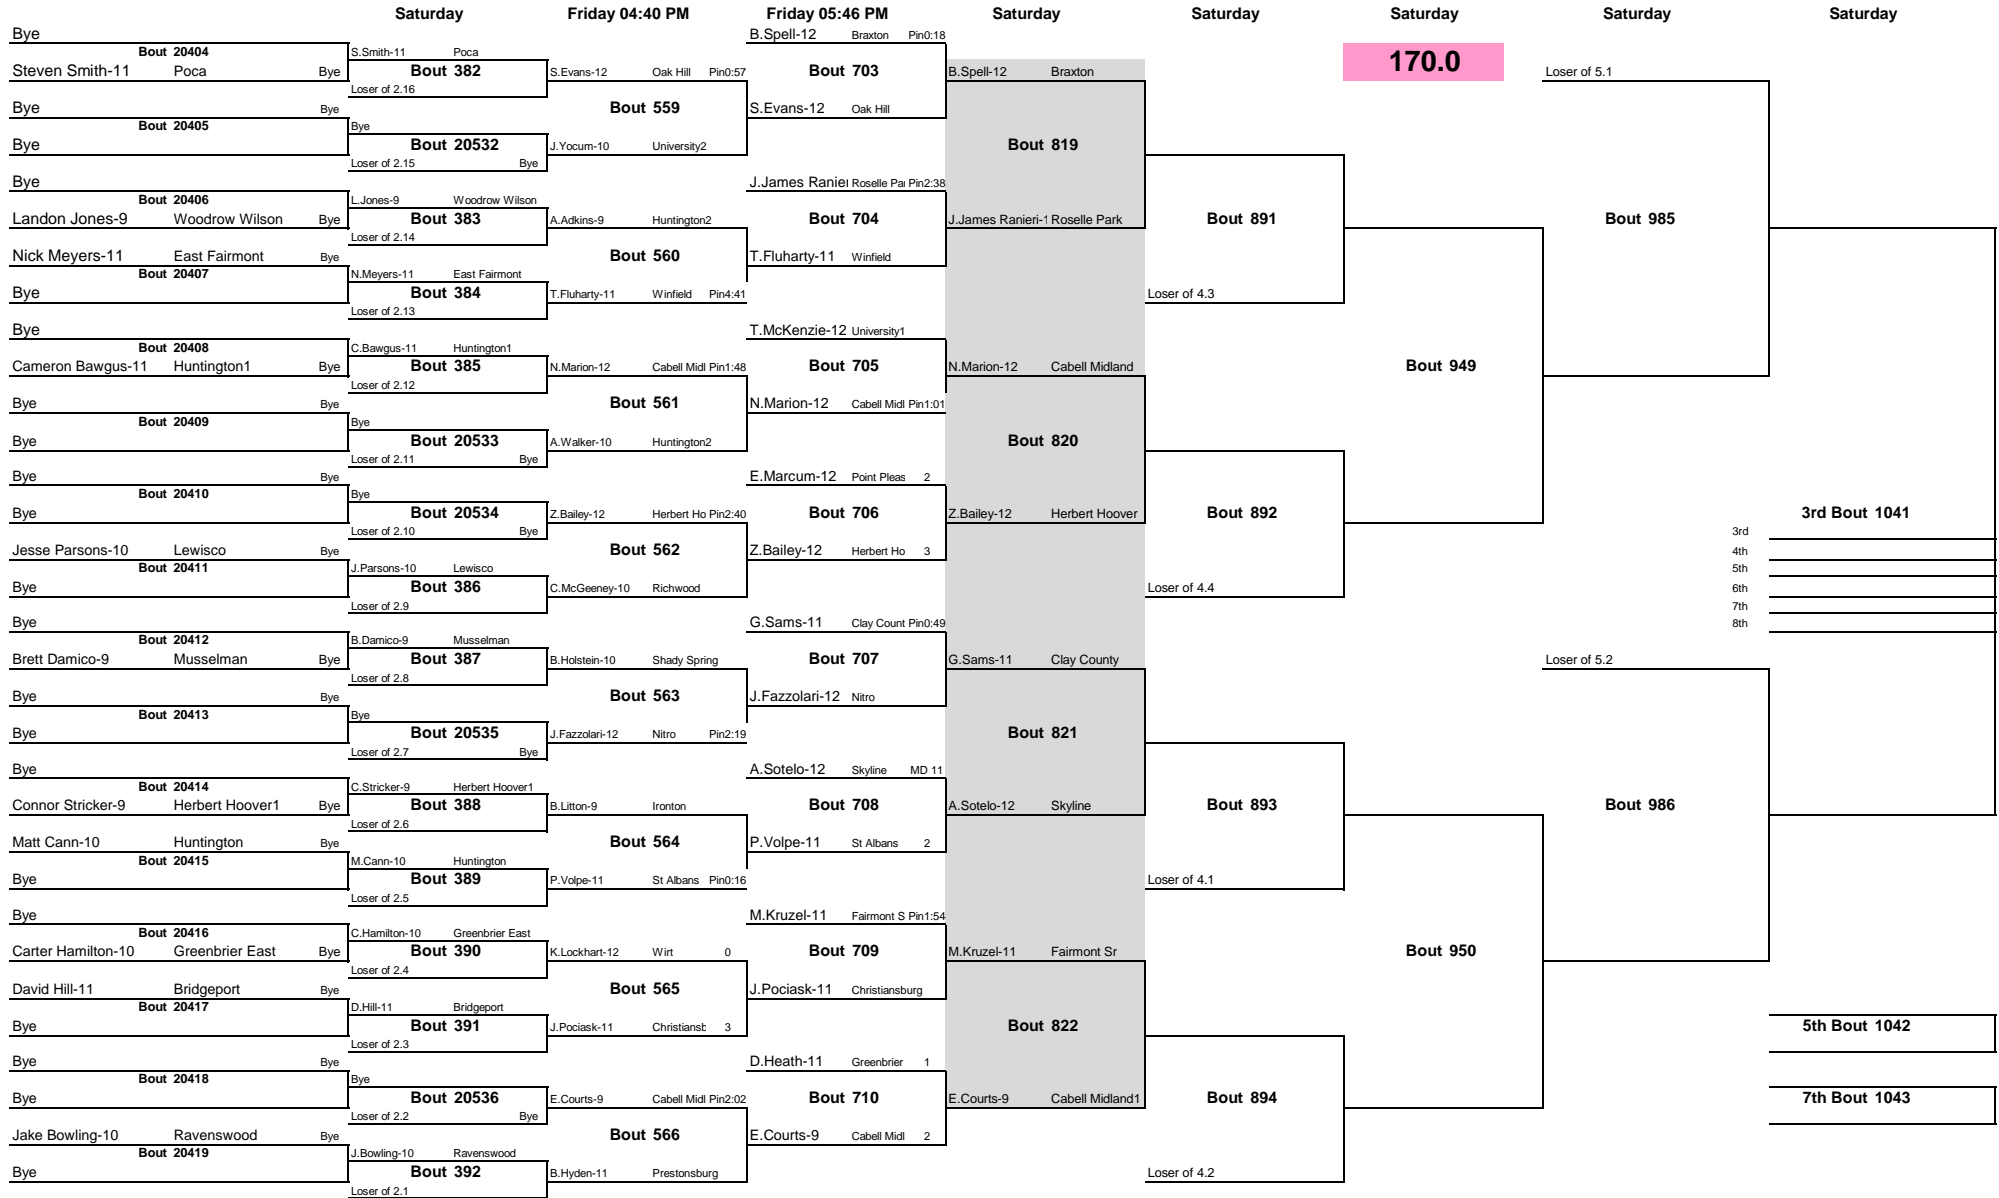 Saturday Friday 04:40 PM Friday 05:46 PM Saturday Saturday Saturday Saturday Saturday
170.0
Bye
Bout 20404
Steven Smith-11 Poca Bye
Bye Bye
Bout 20405
Bye
Bye
Bout 20406
Landon Jones-9 Woodrow Wilson Bye
Nick Meyers-11 East Fairmont Bye
Bout 20407
Bye
Bye
Bout 20408
Cameron Bawgus-11 Huntington1 Bye
Bye Bye
Bout 20409
Bye
Bye Bye
Bout 20410
Bye
Jesse Parsons-10 Lewisco Bye
Bout 20411
Bye
Bye
Bout 20412
Brett Damico-9 Musselman Bye
Bye Bye
Bout 20413
Bye
Bye
Bout 20414
Connor Stricker-9 Herbert Hoover1 Bye
Matt Cann-10 Huntington Bye
Bout 20415
Bye
Bye
Bout 20416
Carter Hamilton-10 Greenbrier East Bye
David Hill-11 Bridgeport Bye
Bout 20417
Bye
Bye Bye
Bout 20418
Bye
Jake Bowling-10 Ravenswood Bye
Bout 20419
Bye
S.Smith-11 Poca
Bout 382
Loser of 2.16
Bye
Bout 20532
Loser of 2.15 Bye
L.Jones-9 Woodrow Wilson
Bout 383
Loser of 2.14
N.Meyers-11 East Fairmont
Bout 384
Loser of 2.13
C.Bawgus-11 Huntington1
Bout 385
Loser of 2.12
Bye
Bout 20533
Loser of 2.11 Bye
Bye
Bout 20534
Loser of 2.10 Bye
J.Parsons-10 Lewisco
Bout 386
Loser of 2.9
B.Damico-9 Musselman
Bout 387
Loser of 2.8
Bye
Bout 20535
Loser of 2.7 Bye
C.Stricker-9 Herbert Hoover1
Bout 388
Loser of 2.6
M.Cann-10 Huntington
Bout 389
Loser of 2.5
C.Hamilton-10 Greenbrier East
Bout 390
Loser of 2.4
D.Hill-11 Bridgeport
Bout 391
Loser of 2.3
Bye
Bout 20536
Loser of 2.2 Bye
J.Bowling-10 Ravenswood
Bout 392
Loser of 2.1
S.Evans-12 Oak Hill Pin0:57
Bout 559
J.Yocum-10 University2
A.Adkins-9 Huntington2
Bout 560
T.Fluharty-11 Winfield Pin4:41
N.Marion-12 Cabell Midl Pin1:48
Bout 561
A.Walker-10 Huntington2
Z.Bailey-12 Herbert Ho Pin2:40
Bout 562
C.McGeeney-10 Richwood
B.Holstein-10 Shady Spring
Bout 563
J.Fazzolari-12 Nitro Pin2:19
B.Litton-9 Ironton
Bout 564
P.Volpe-11 St Albans Pin0:16
K.Lockhart-12 Wirt 0
Bout 565
J.Pociask-11 Christiansb 3
E.Courts-9 Cabell Midl Pin2:02
Bout 566
B.Hyden-11 Prestonsburg
B.Spell-12 Braxton Pin0:18
Bout 703
S.Evans-12 Oak Hill
J.James Ranier Roselle Pa Pin2:38
Bout 704
T.Fluharty-11 Winfield
T.McKenzie-12 University1
Bout 705
N.Marion-12 Cabell Midl Pin1:01
E.Marcum-12 Point Pleas 2
Bout 706
Z.Bailey-12 Herbert Ho 3
G.Sams-11 Clay Count Pin0:49
Bout 707
J.Fazzolari-12 Nitro
A.Sotelo-12 Skyline MD 11
Bout 708
P.Volpe-11 St Albans 2
M.Kruzel-11 Fairmont S Pin1:54
Bout 709
J.Pociask-11 Christiansburg
D.Heath-11 Greenbrier 1
Bout 710
E.Courts-9 Cabell Midl 2
B.Spell-12 Braxton
Bout 819
J.James Ranieri-1 Roselle Park
N.Marion-12 Cabell Midland
Bout 820
Z.Bailey-12 Herbert Hoover
G.Sams-11 Clay County
Bout 821
A.Sotelo-12 Skyline
M.Kruzel-11 Fairmont Sr
Bout 822
E.Courts-9 Cabell Midland1
Bout 891
Loser of 4.3
Bout 892
Loser of 4.4
Bout 893
Loser of 4.1
Bout 894
Loser of 4.2
Bout 949
Bout 950
Loser of 5.1
Bout 985
Loser of 5.2
Bout 986
3rd Bout 1041
3rd
4th
5th
6th
7th
8th
5th Bout 1042
7th Bout 1043